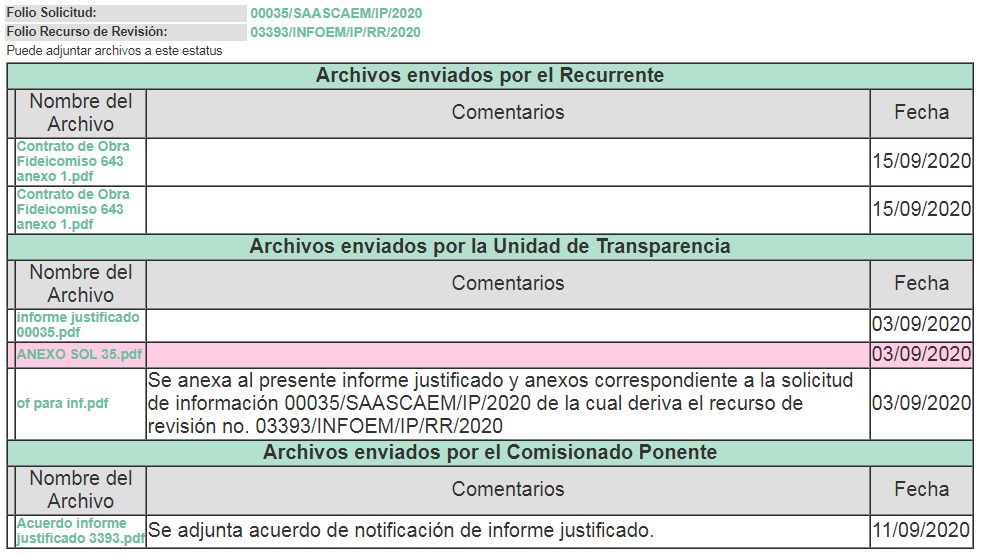 Folio Solicitud: 00035/SAASCAEM/IP/2020
Folio Recurso de Revisión: 03393/INFOEM/IP/RR/2020
Puede adjuntar archivos a este estatus
Archivos enviados por el Recurrente
Nombre del
Archivo
Comentarios
Fecha
Contrato de Obra
Fideicomiso 643
anexo 1.pdf
15/09/2020
Contrato de Obra
Fideicomiso 643
anexo 1.pdf
15/09/2020
Archivos enviados por la Unidad de Transparencia
Nombre del
Archivo
Comentarios
Fecha
informe justificado
00035.pdf
03/09/2020
ANEXO SOL 35.pdf
03/09/2020
of para inf.pdf
Se anexa al presente informe justificado y anexos correspondiente a la solicitud
de información 00035/SAASCAEM/IP/2020 de la cual deriva el recurso de
revisión no. 03393/INFOEM/IP/RR/2020
03/09/2020
Archivos enviados por el Comisionado Ponente
Nombre del
Archivo
Comentarios
Fecha
Acuerdo informe
justificado 3393.pdf
Se adjunta acuerdo de notificación de informe justificado.
11/09/2020